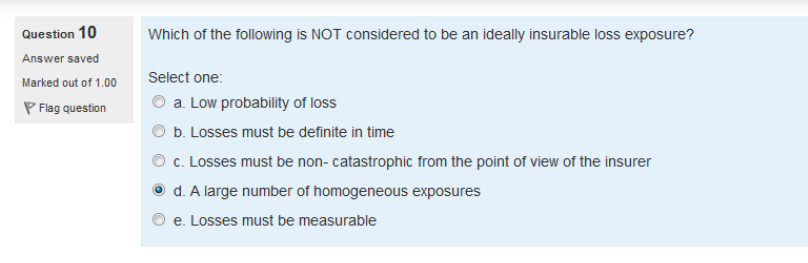 Question 10
Answer saved
Marked out of 1.00
Flag question
Which of the following is NOT considered to be an ideally insurable loss exposure?
Select one:
a. Low probability of loss
b. Losses must be definite in time
c. Losses must be non- catastrophic from the point of view of the insurer
d. A large number of homogeneous exposures
e. Losses must be measurable